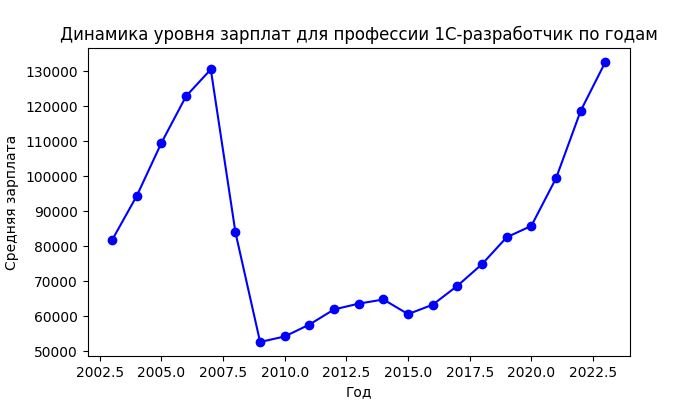 Динамика уровня зарплат для профессии 1С-разработчик по годам
130000
120000
110000
100000
90000
80000
70000
60000
50000
Средняя зарплата
2002.5 2005.0 2007.5 2010.0 2012.5 2015.0 2017.5 2020.0 2022.5
Год